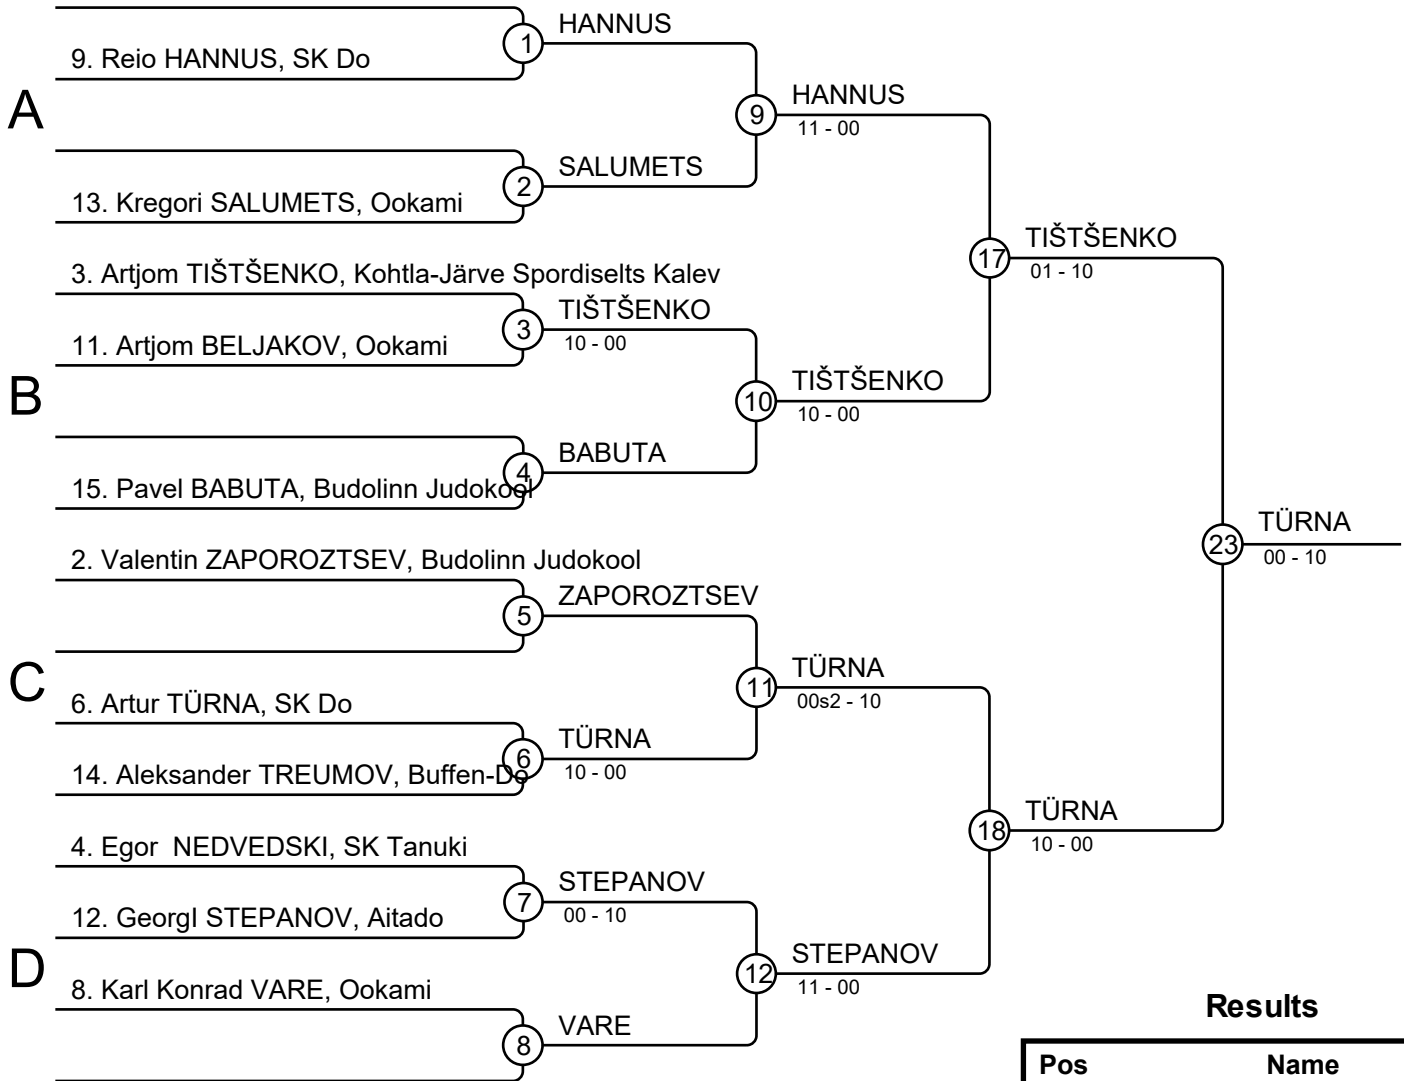 HANNUS
1
9. Reio HANNUS, SK Do
A
HANNUS
9
11 - 00
SALUMETS
2
13. Kregori SALUMETS, Ookami
TIŠTŠENKO
17
01 - 10
3. Artjom TIŠTŠENKO, Kohtla-Järve Spordiselts Kalev
TIŠTŠENKO
3
10 - 00
11. Artjom BELJAKOV, Ookami
B
TIŠTŠENKO
10
10 - 00
BABUTA
4
15. Pavel BABUTA, Budolinn Judokool
TÜRNA
23
00 - 10
2. Valentin ZAPOROZTSEV, Budolinn Judokool
ZAPOROZTSEV
5
C
TÜRNA
11
00s2 - 10
6. Artur TÜRNA, SK Do
TÜRNA
6
10 - 00
14. Aleksander TREUMOV, Buffen-Do
TÜRNA
18
10 - 00
4. Egor  NEDVEDSKI, SK Tanuki
STEPANOV
7
00 - 10
12. GeorgI STEPANOV, Aitado
D
STEPANOV
12
11 - 00
8. Karl Konrad VARE, Ookami
VARE
8
Results
Pos Name